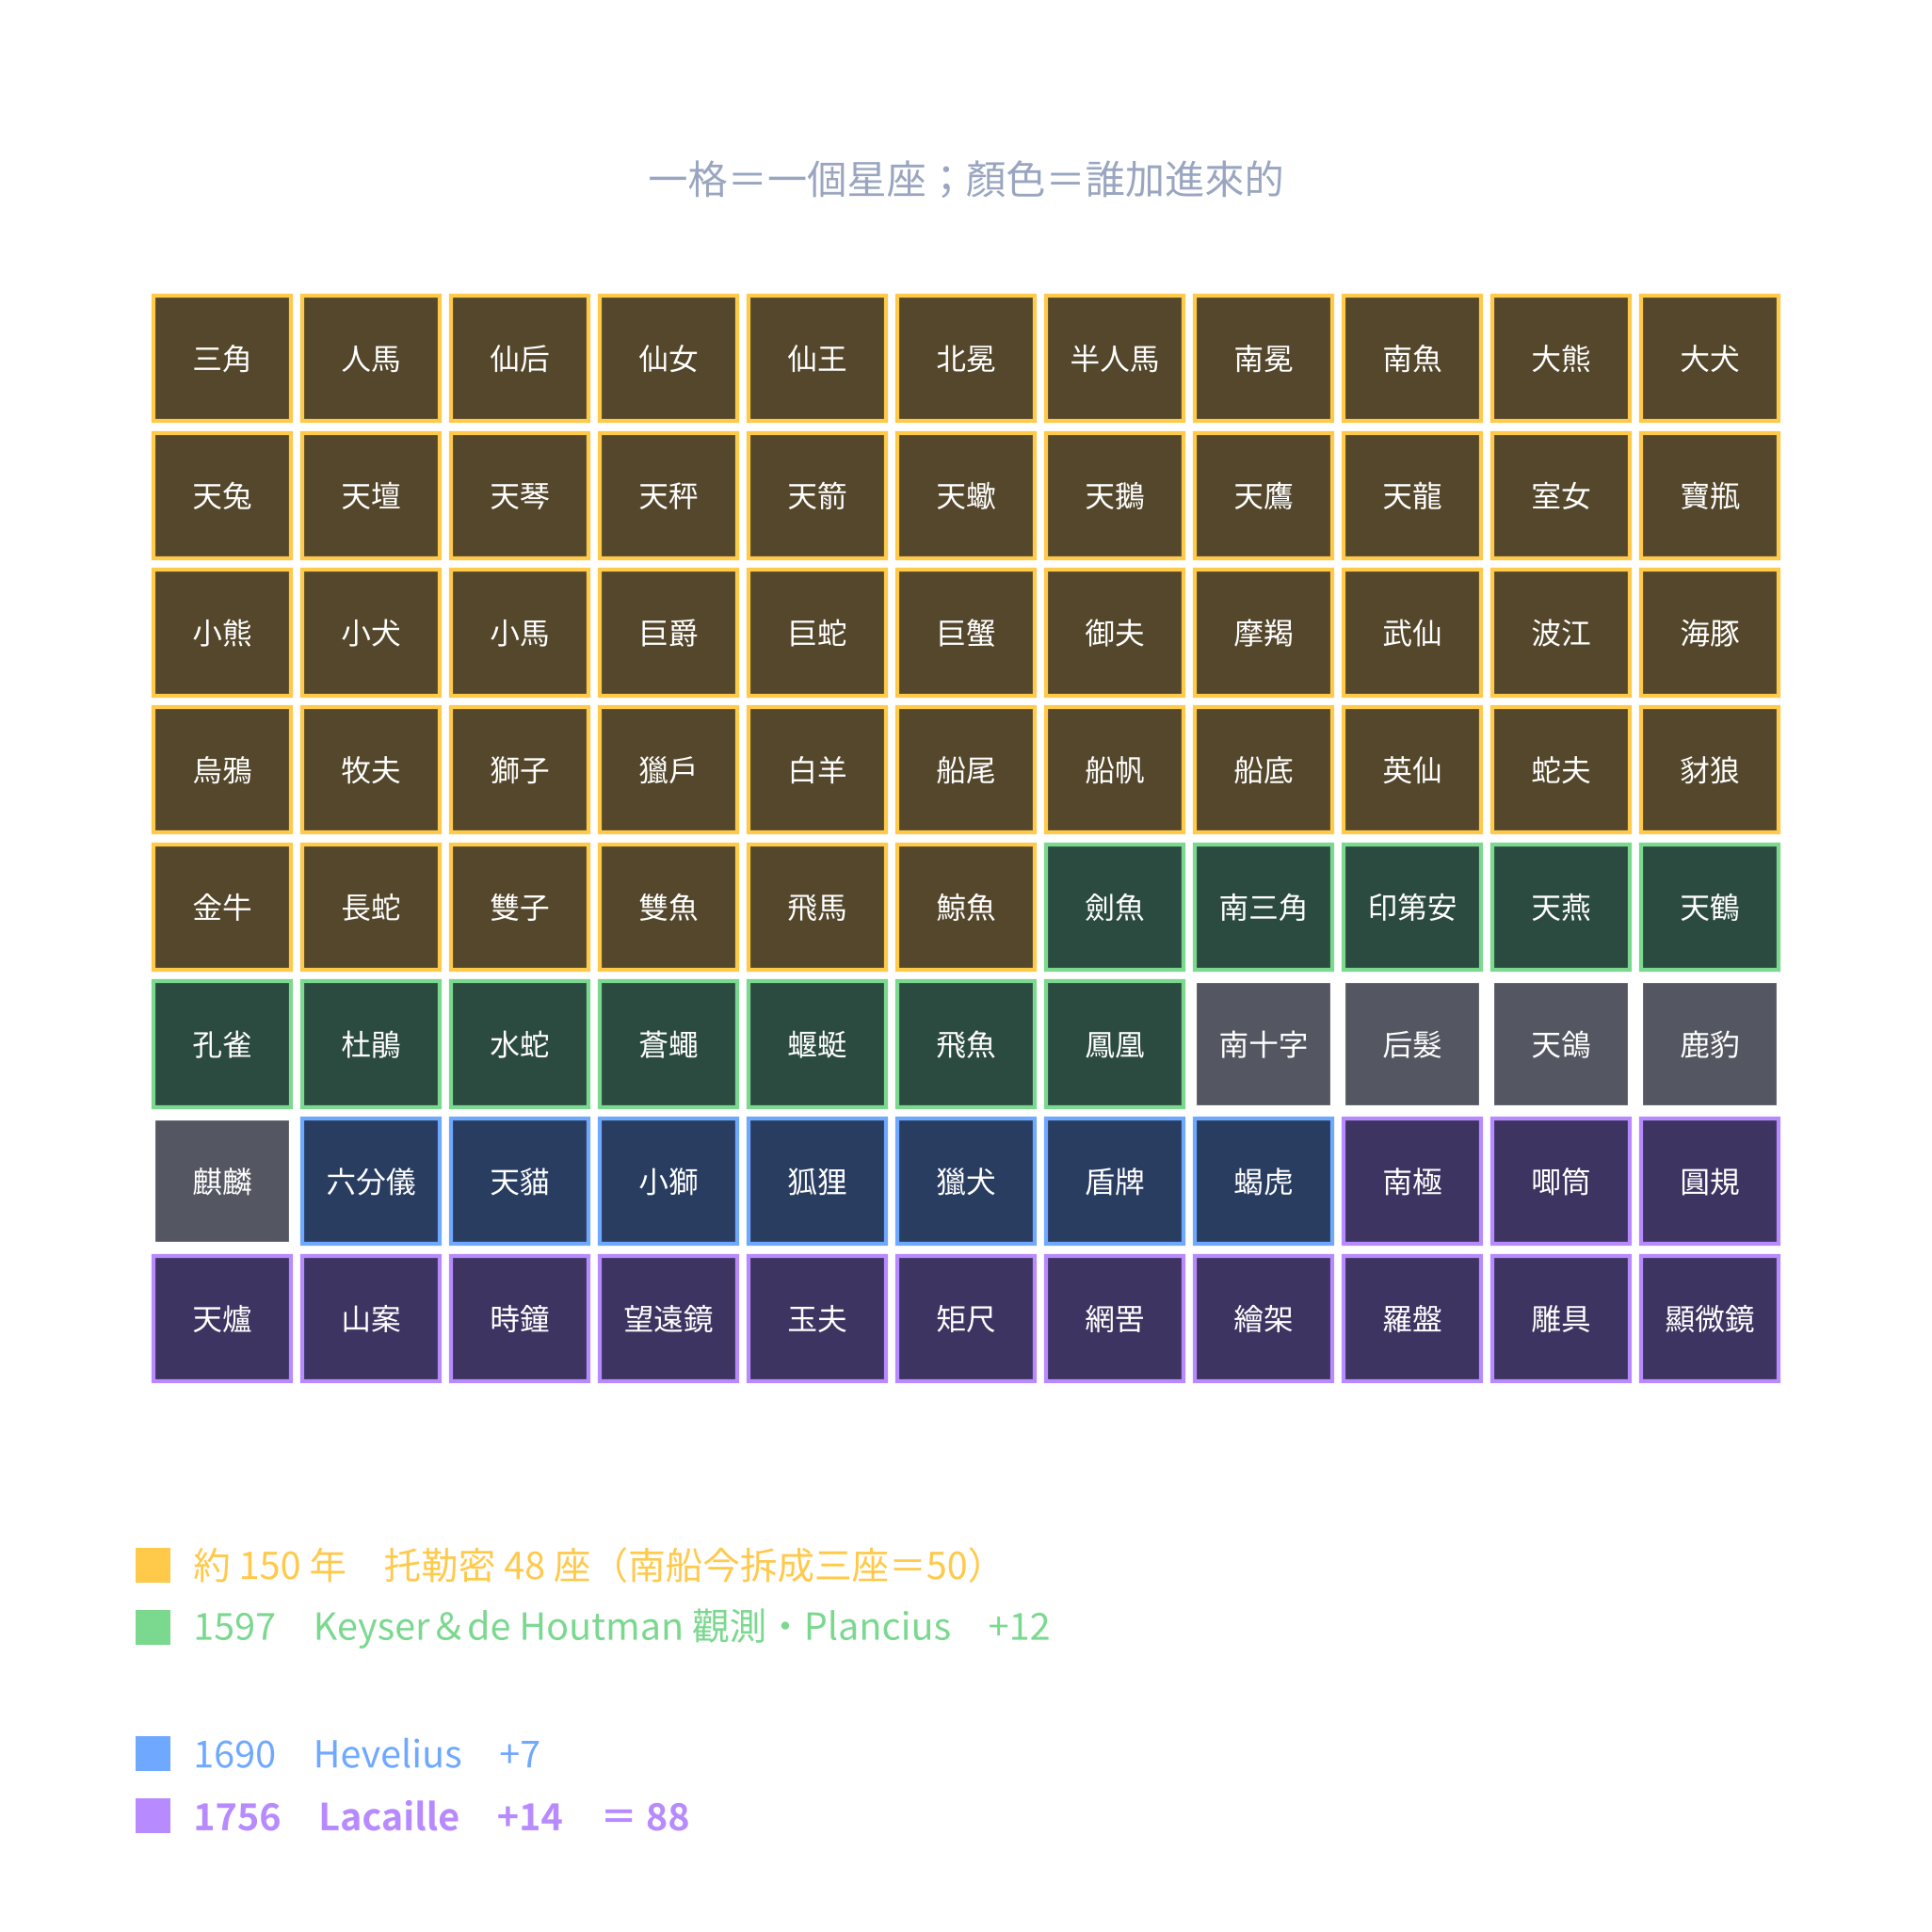 一格＝一個星座；顏色＝誰加進來的
三角 人馬 仙后 仙女 仙王 北冕 半人馬 南冕 南魚 大熊 大犬
天兔 天壇 天琴 天秤 天箭 天蠍 天鵝 天鷹 天龍 室女 寶瓶
小熊 小犬 小馬 巨爵 巨蛇 巨蟹 御夫 摩羯 武仙 波江 海豚
烏鴉 牧夫 獅子 獵戶 白羊 船尾 船帆 船底 英仙 蛇夫 豺狼
金牛 長蛇 雙子 雙魚 飛馬 鯨魚 劍魚 南三角 印第安 天燕 天鶴
孔雀 杜鵑 水蛇 蒼蠅 蝘蜓 飛魚 鳳凰 南十字 后髮 天鴿 鹿豹
麒麟 六分儀 天貓 小獅 狐狸 獵犬 盾牌 蝎虎 南極 唧筒 圓規
天爐 山案 時鐘 望遠鏡 玉夫 矩尺 網罟 繪架 羅盤 雕具 顯微鏡
約 150 年　托勒密 48 座（南船今拆成三座＝50）
1597　Keyser＆de Houtman 觀測・Plancius　+12
1690　Hevelius　+7
1756　Lacaille　+14　＝ 88